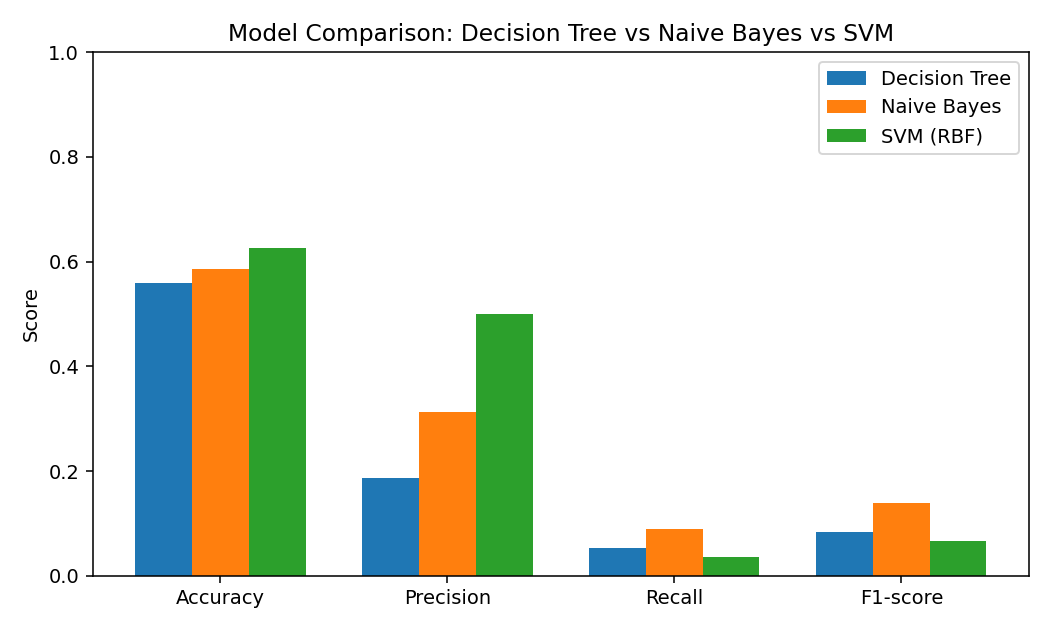 Model Comparison: Decision Tree vs Naive Bayes vs SVM
1.0
0.8
0.6
0.4
0.2
0.0
Score
Decision Tree
Naive Bayes
SVM (RBF)
Accuracy
Precision
Recall
F1-score